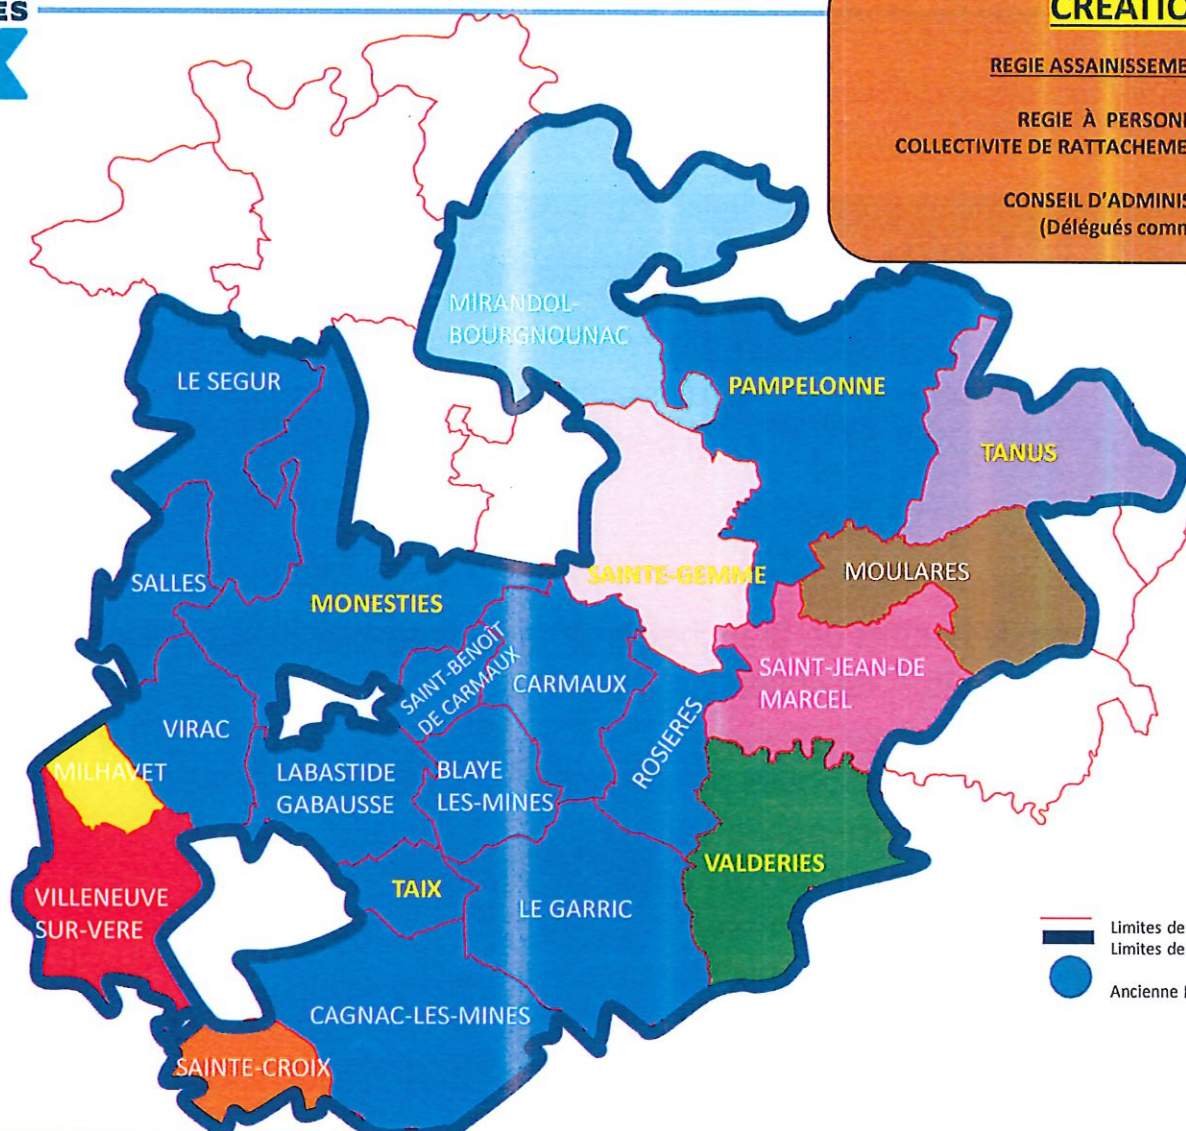 ES
CREATIO
REGIE ASSAINISSEME
REGIE À PERSON
COLLECTIVITE DE RATTACHEME
CONSEIL D'ADMINIS
(Délégués comm
MIRANDOL-
BOURGNOUNAC
LE SEGUR
PAMPELONNE
TANUS
SALLES
MONESTIES
SAINTE-GEMME
MOULARES
SAINT-BENOÎT
DE CARMAUX
CARMAUX
SAINT-JEAN-DE
MARCEL
VIRAC
ROSIERES
MILHAVET
LABASTIDE
GABAUSSE
BLAYE
LES-MINES
VALDERIES
TAIX
VILLENEUVE
SUR-VERE
LE GARRIC
Limites de
Limites de
Ancienne
CAGNAC-LES-MINES
SAINTE-CROIX